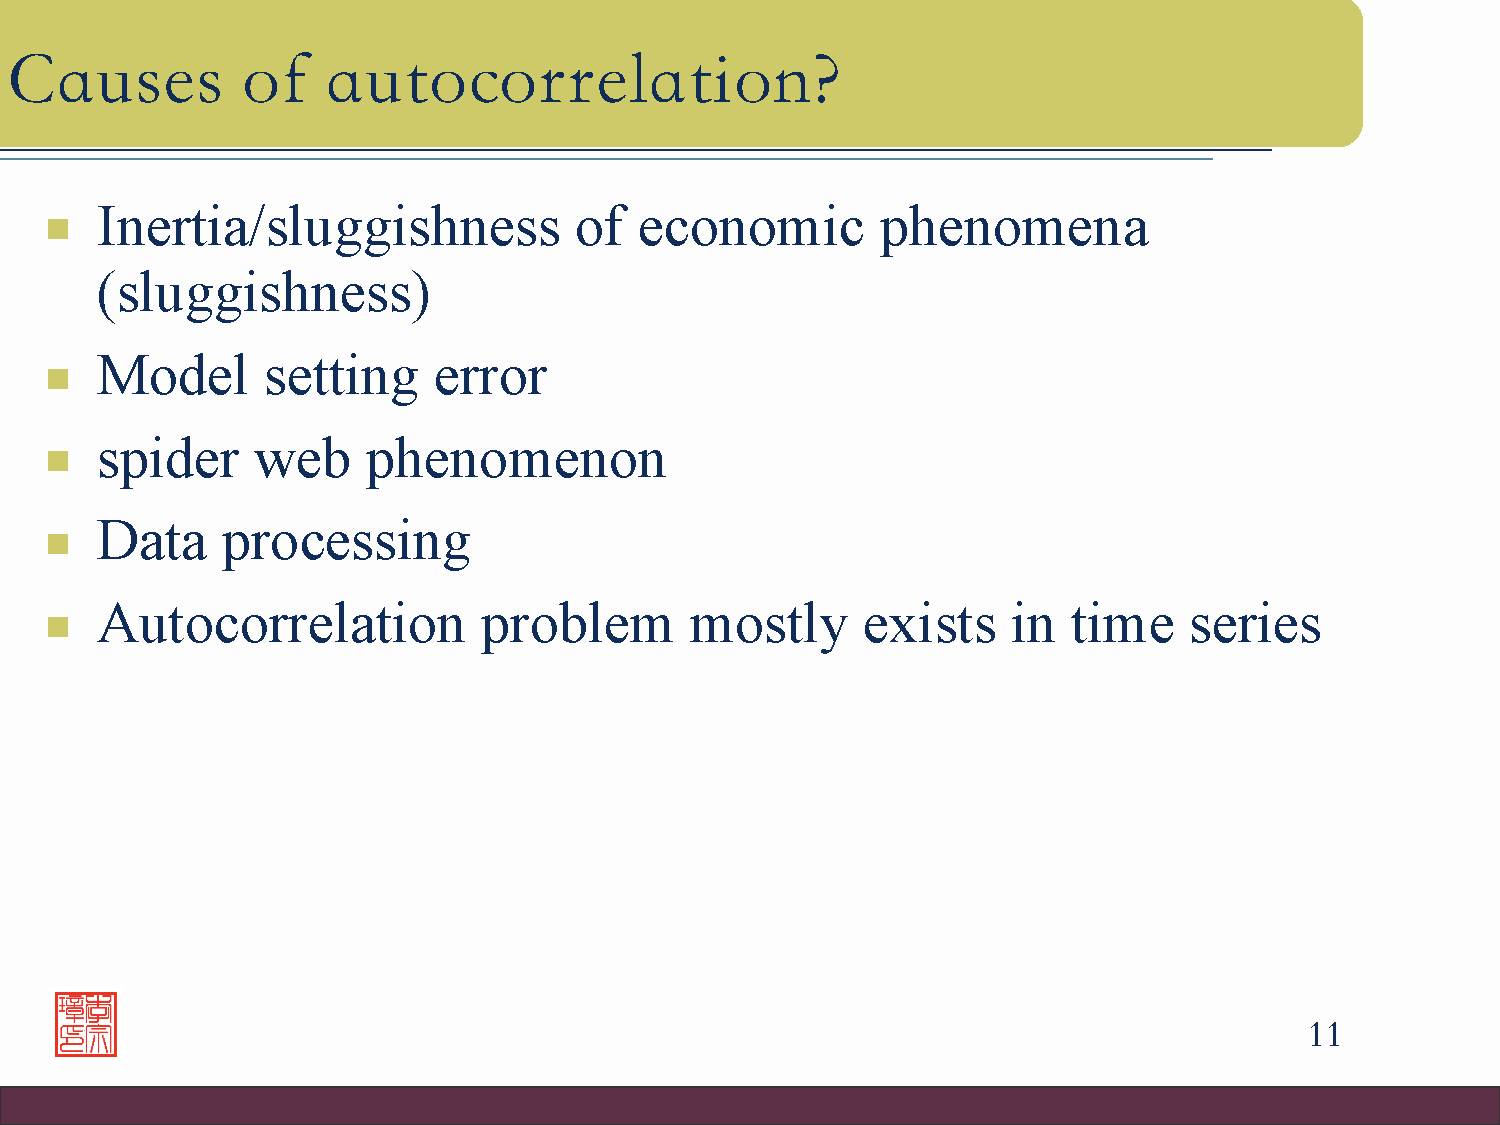 Causes of autocorrelation?
Inertia/sluggishness of economic phenomena
(sluggishness)
Model setting error
spider web phenomenon
Data processing
Autocorrelation problem mostly exists in time series
11